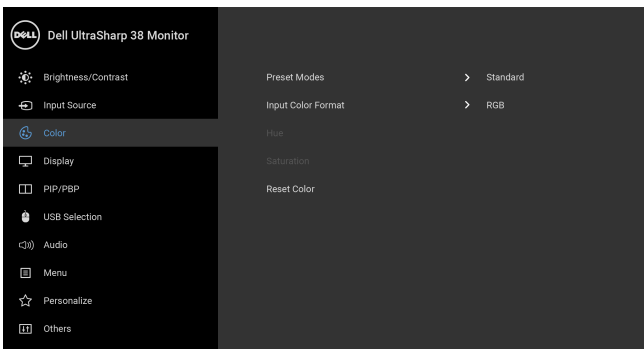 DELL
Dell UltraSharp 38 Monitor
Brightness/Contrast
Input Source
Color
Display
PIP/PBP
USB Selection
Audio
Menu
Personalize
Others
Preset Modes > Standard
Input Color Format > RGB
Hue
Saturation
Reset Color